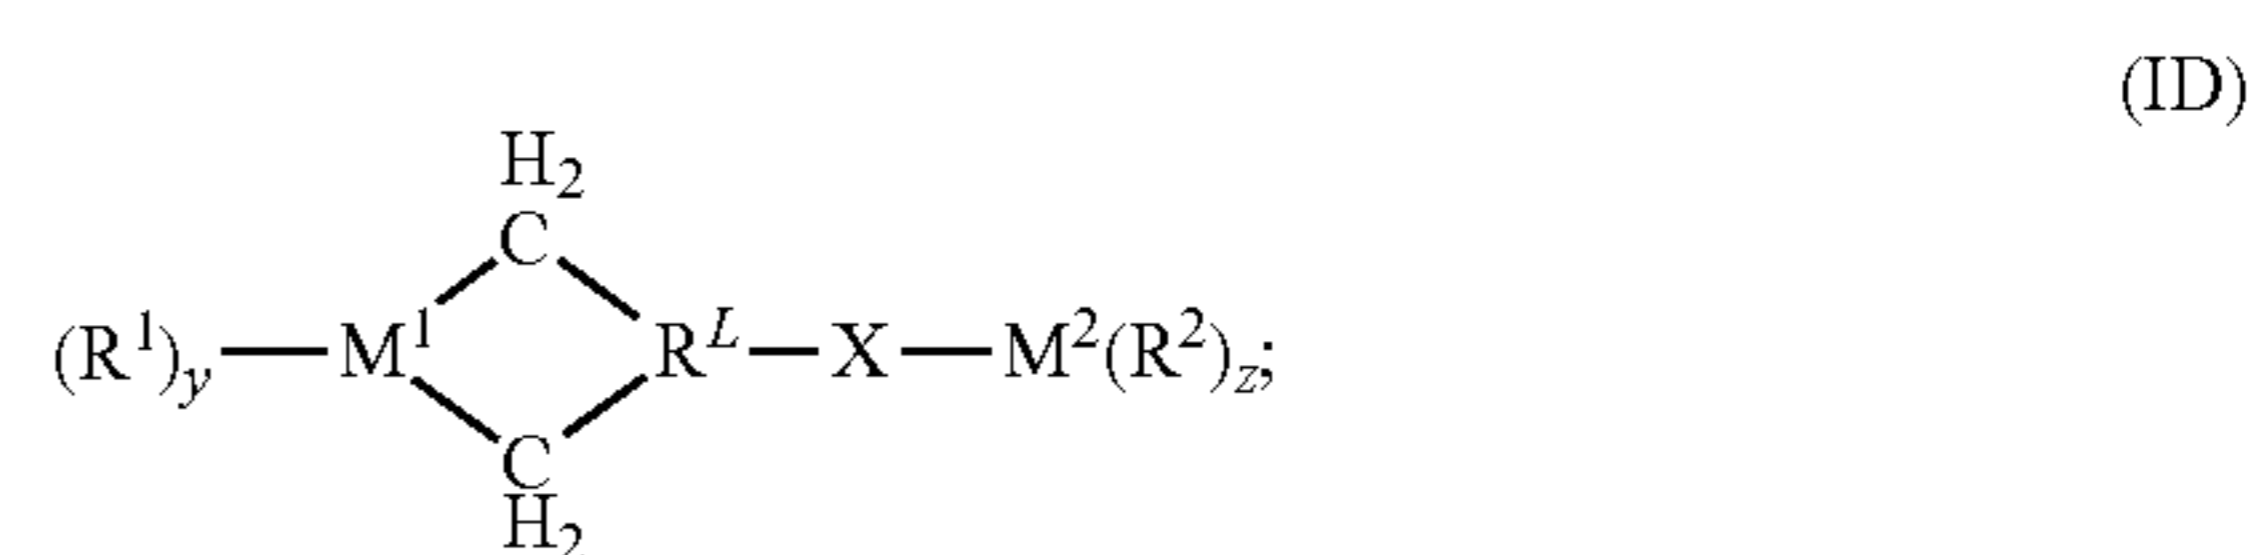 (ID)
H2
C
(R1)y—M1 RL—X—M2(R2)z;
C
H2